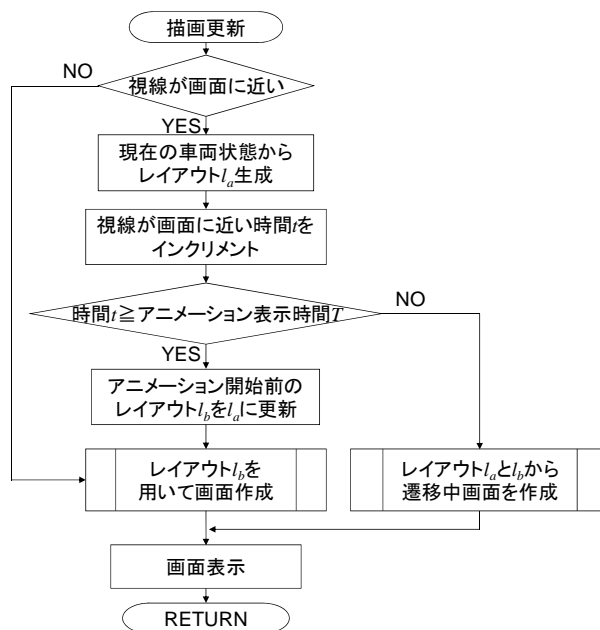 描画更新
NO
視線が画面に近い
YES
現在の車両状態から
レイアウトla生成
視線が画面に近い時間tを
インクリメント
NO
時間t≧アニメーション表示時間T
YES
アニメーション開始前の
レイアウトlbをlaに更新
レイアウトlbを
用いて画面作成
レイアウトlaとlbから
遷移中画面を作成
画面表示
RETURN